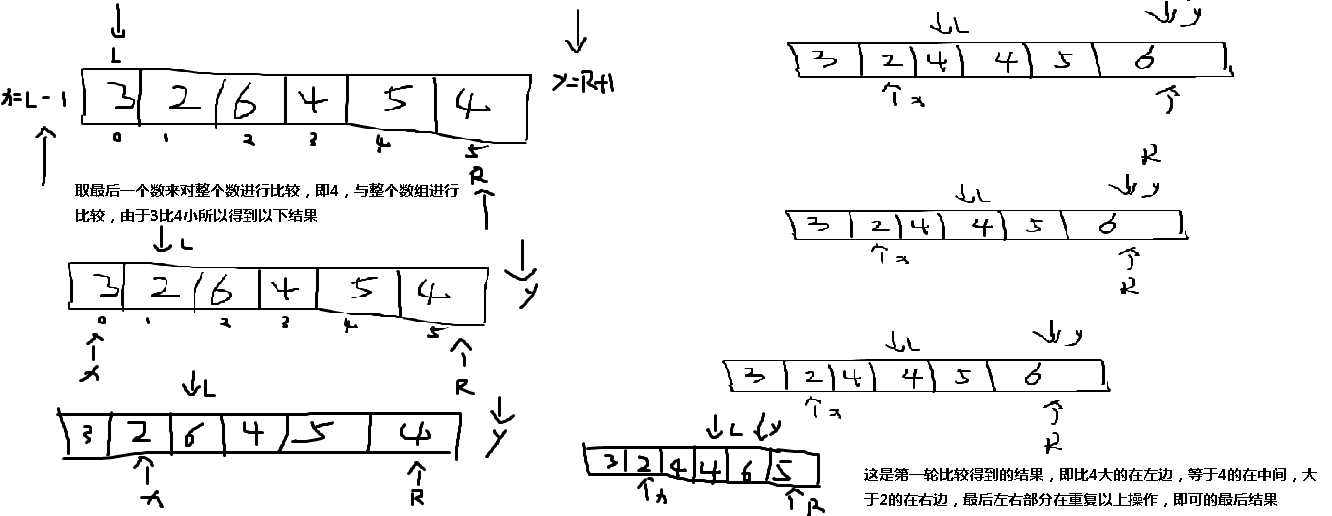 L
x=L-1 3 2 6 4 5 4 y=R+1
0 1 2 3 4 5
R
取最后一个数来对整个数进行比较，即4，与整个数组进行
比较，由于3比4小所以得到以下结果
L
3 2 6 4 5 4 y
0 1 2 3 4 5
x R
L
3 2 6 4 5 4 y
x R
L y
3 2 4 4 5 6
x
R
L y
3 2 4 4 5 6
x
R
L y
3 2 4 4 5 6
x
R
L y
3 2 4 4 6 5
x R
这是第一轮比较得到的结果，即比4大的在左边，等于4的在中间，大
于2的在右边，最后左右部分在重复以上操作，即可的最后结果